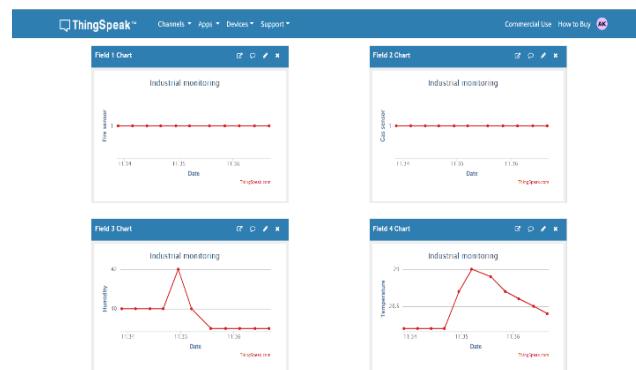 ThingSpeak™ Channels Apps Devices Support Commercial Use How to Buy AK
Field 1 Chart
Industrial monitoring
Fire sensor
1
11:34 11:35 11:36
Date
ThingSpeak.com
Field 2 Chart
Industrial monitoring
Gas sensor
1
11:34 11:35 11:36
Date
ThingSpeak.com
Field 3 Chart
Industrial monitoring
Humidity
42
40
11:34 11:35 11:36
Date
ThingSpeak.com
Field 4 Chart
Industrial monitoring
Temperature
28.5
11:34 11:35 11:36
Date
ThingSpeak.com